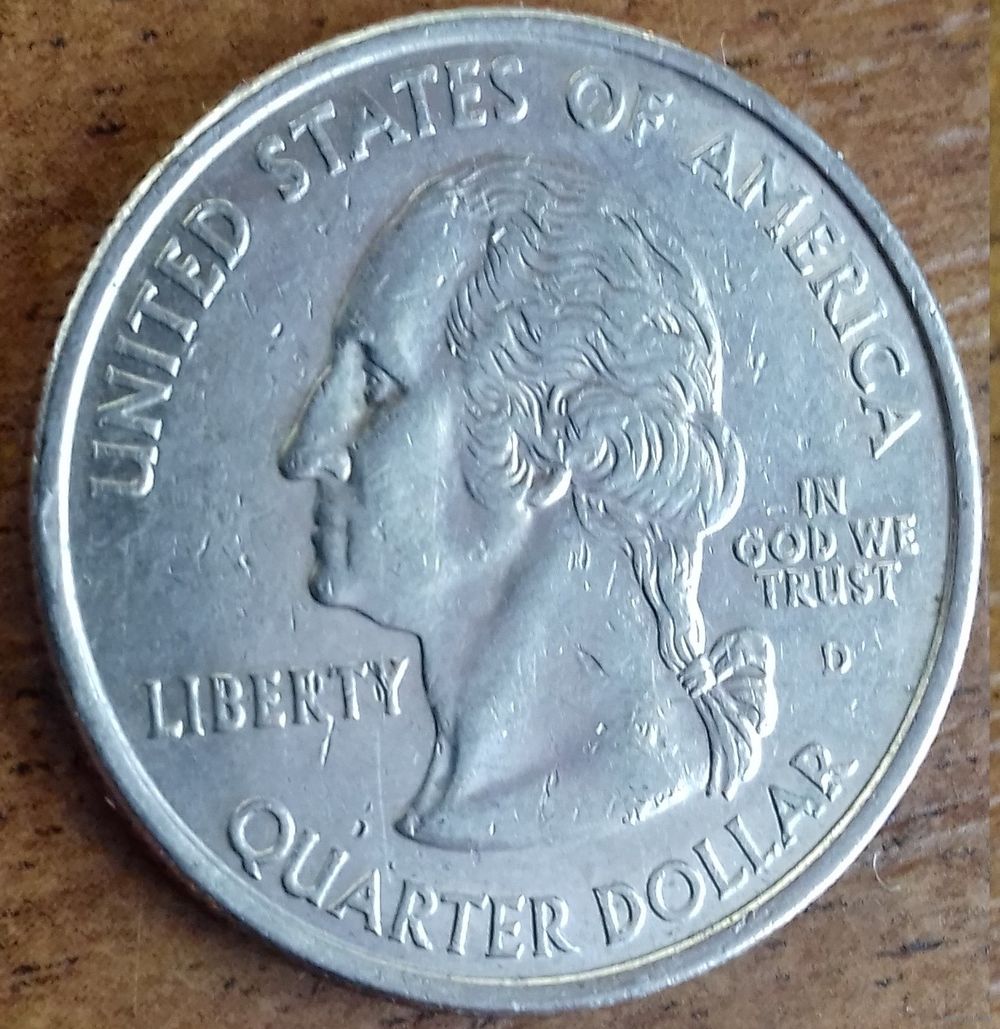 UNITED STATES OF AMERICA
LIBERTY
IN
GOD WE
TRUST
D
QUARTER DOLLAR